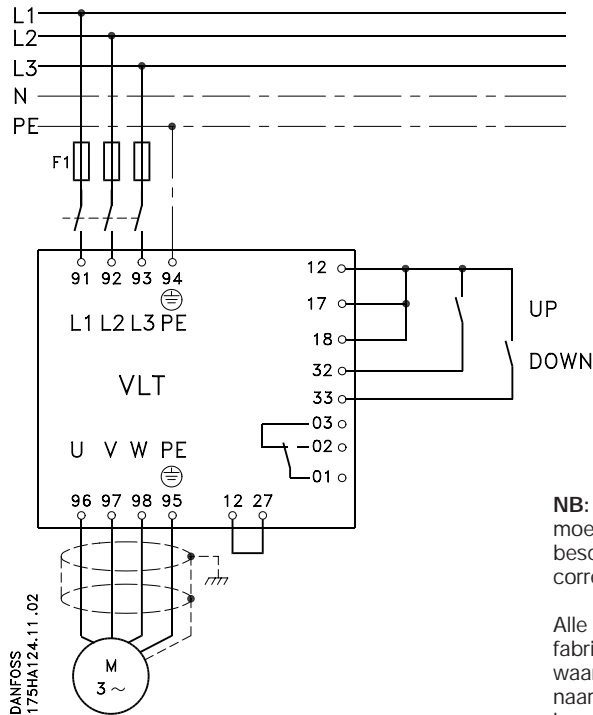 L1
L2
L3
N
PE
F1
91 92 93 94
L1 L2 L3 PE
VLT
12
17
18
32
33
03
02
01
UP
DOWN
U V W PE
96 97 98 95
12 27
M
3 ~
DANFOSS
175HA124.11.02
NB:
moe
besc
corre
Alle
fabri
waar
naar